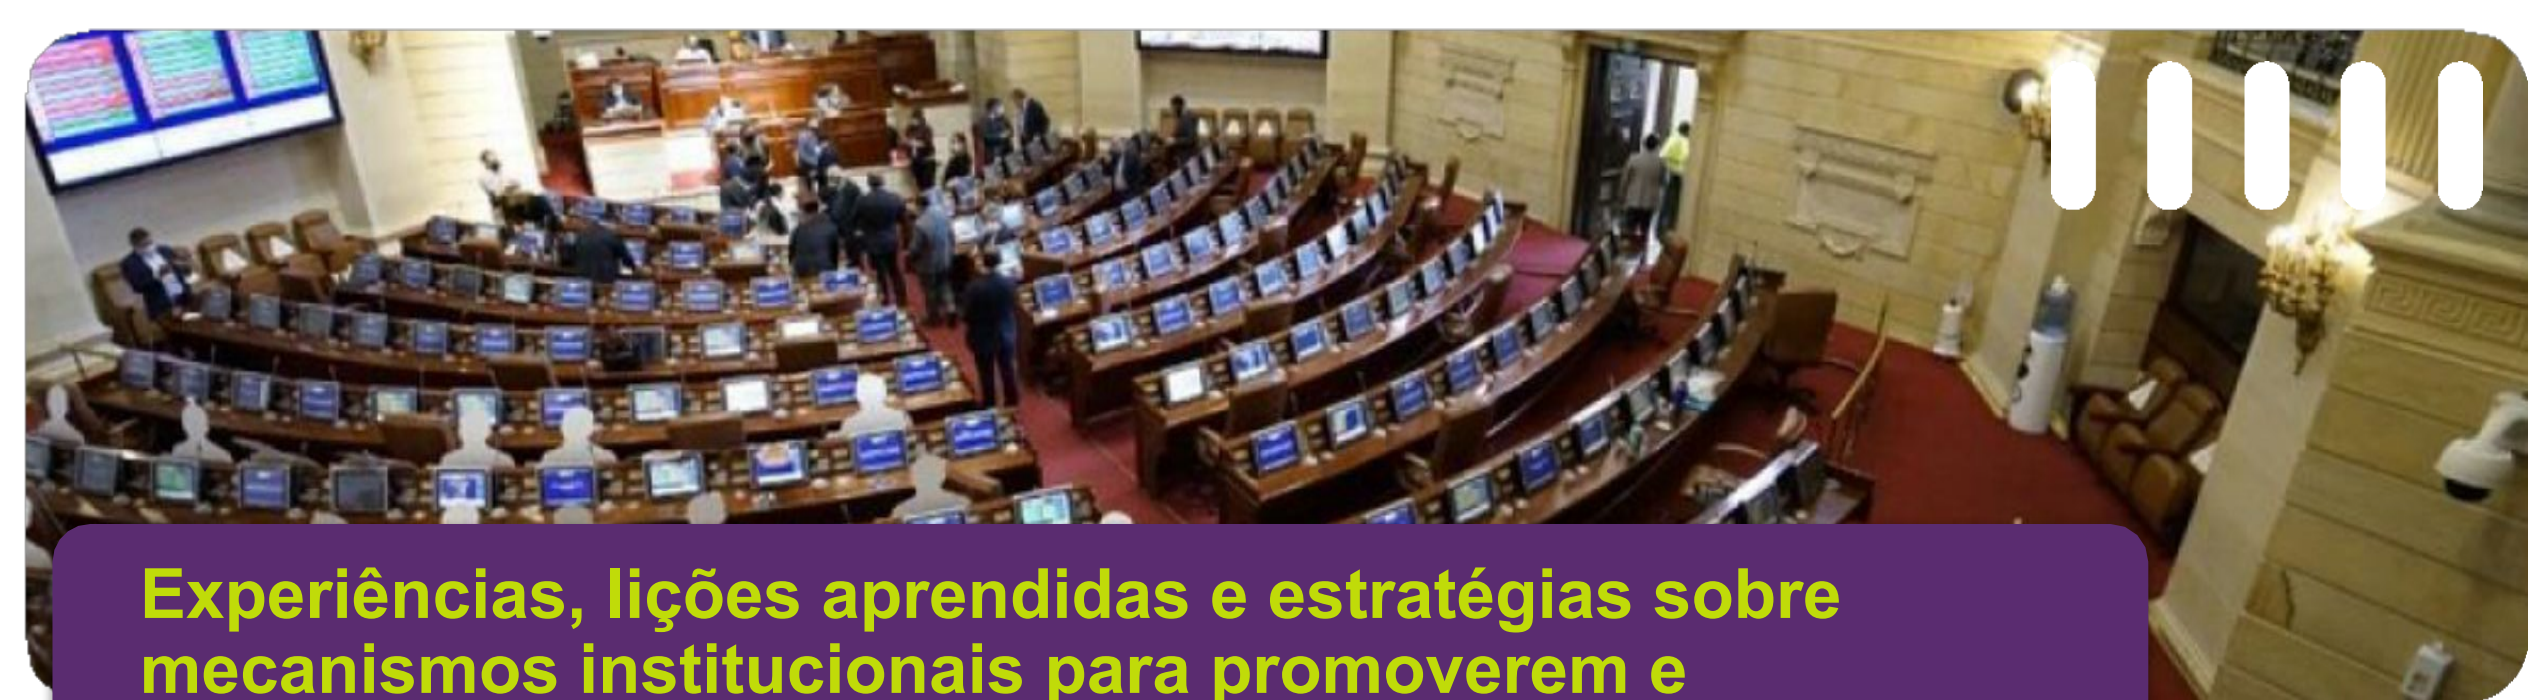 Experiências, lições aprendidas e estratégias sobre
mecanismos institucionais para promoverem e